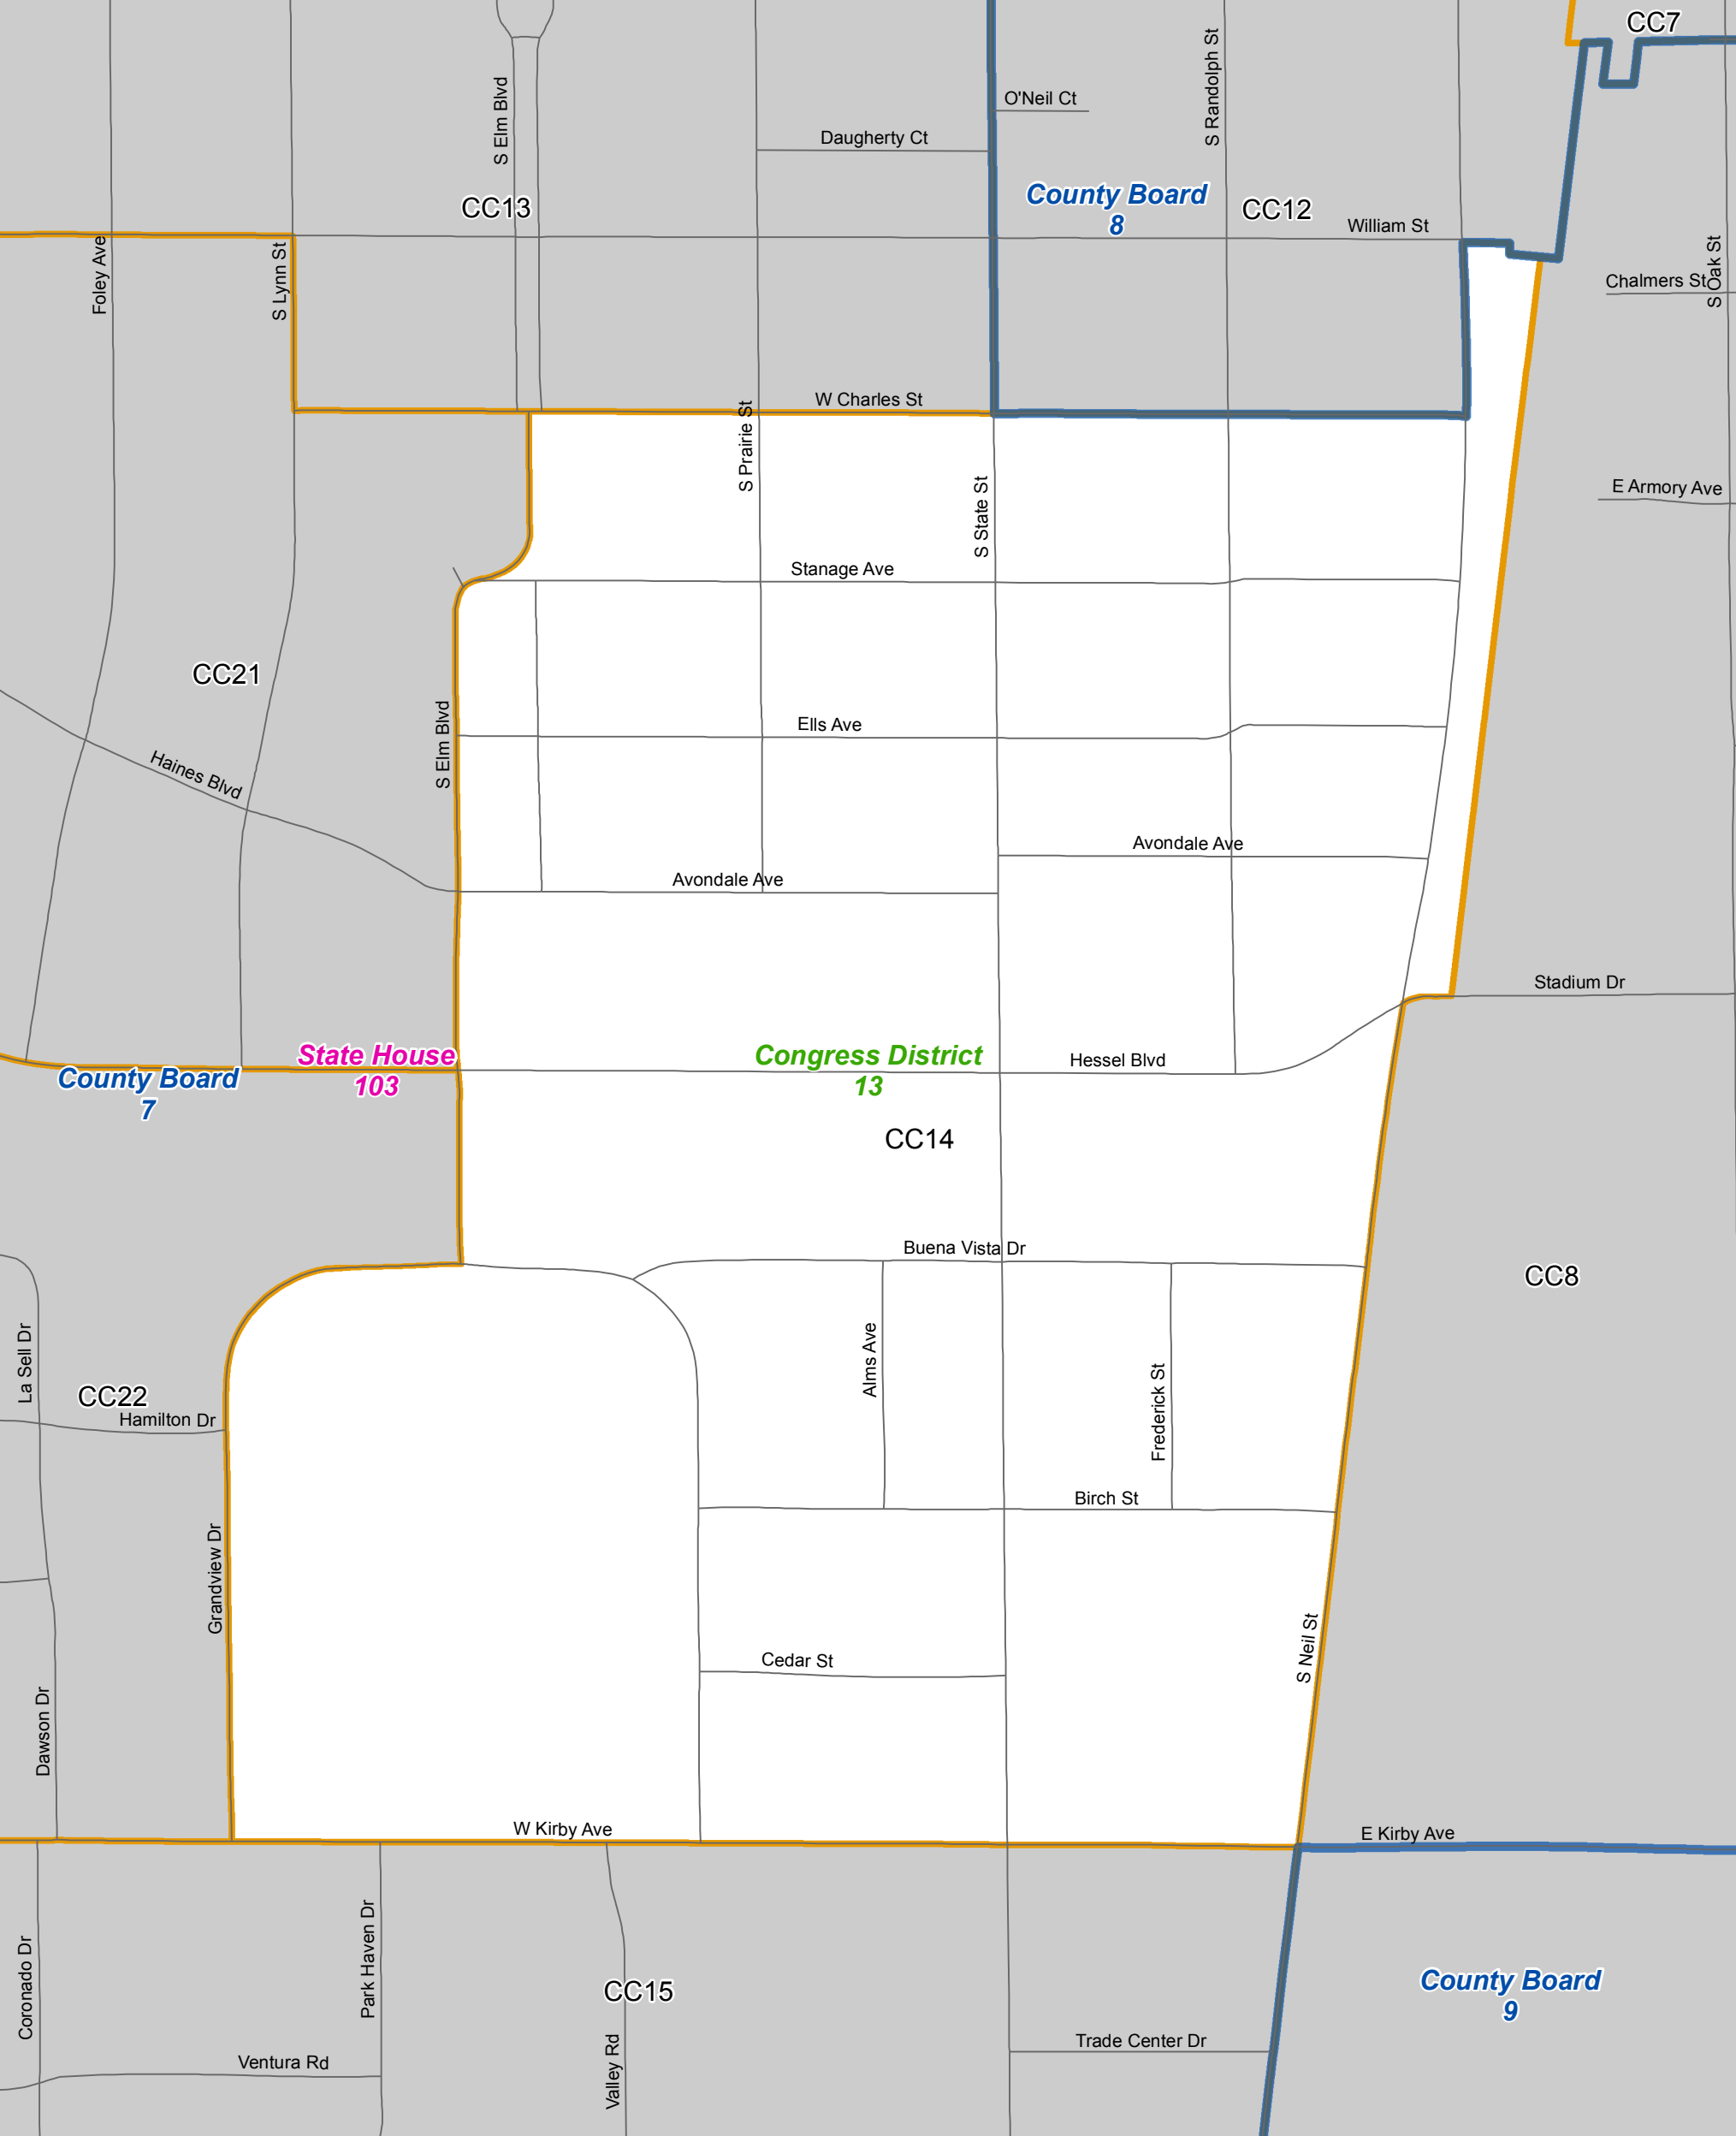 CC7
S Elm Blvd
S Randolph St
O'Neil Ct
Daugherty Ct
County Board
8
CC13
CC12
William St
Foley Ave
S Lynn St
S Oak St
Chalmers St
W Charles St
S Prairie St
S State St
E Armory Ave
Stanage Ave
CC21
Ells Ave
S Elm Blvd
Haines Blvd
Avondale Ave
Avondale Ave
Stadium Dr
State House
103
Congress District
13
Hessel Blvd
County Board
7
CC14
Buena Vista Dr
CC8
La Sell Dr
Alms Ave
Frederick St
CC22
Hamilton Dr
Birch St
Grandview Dr
S Neil St
Cedar St
Dawson Dr
W Kirby Ave
E Kirby Ave
Coronado Dr
Park Haven Dr
CC15
County Board
9
Valley Rd
Trade Center Dr
Ventura Rd